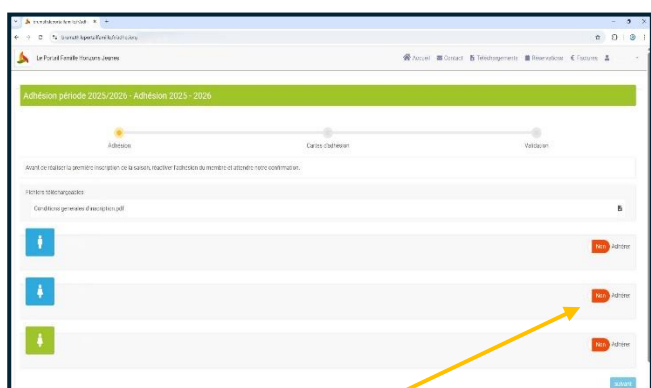 Le Portail Famille Horizons Jeunes
Accueil Contact Téléchargements Réservations € Factures
Adhésion période 2025/2026 - Adhésion 2025 - 2026
Adhésion Cartes d'adhésion Validation
Avant de réaliser la première inscription de la saison, réactiver l'adhésion du membre et attendre notre confirmation.
Fichiers téléchargeables
Conditions generales d'inscription.pdf
Non Adhérer
Non Adhérer
Non Adhérer
suivant